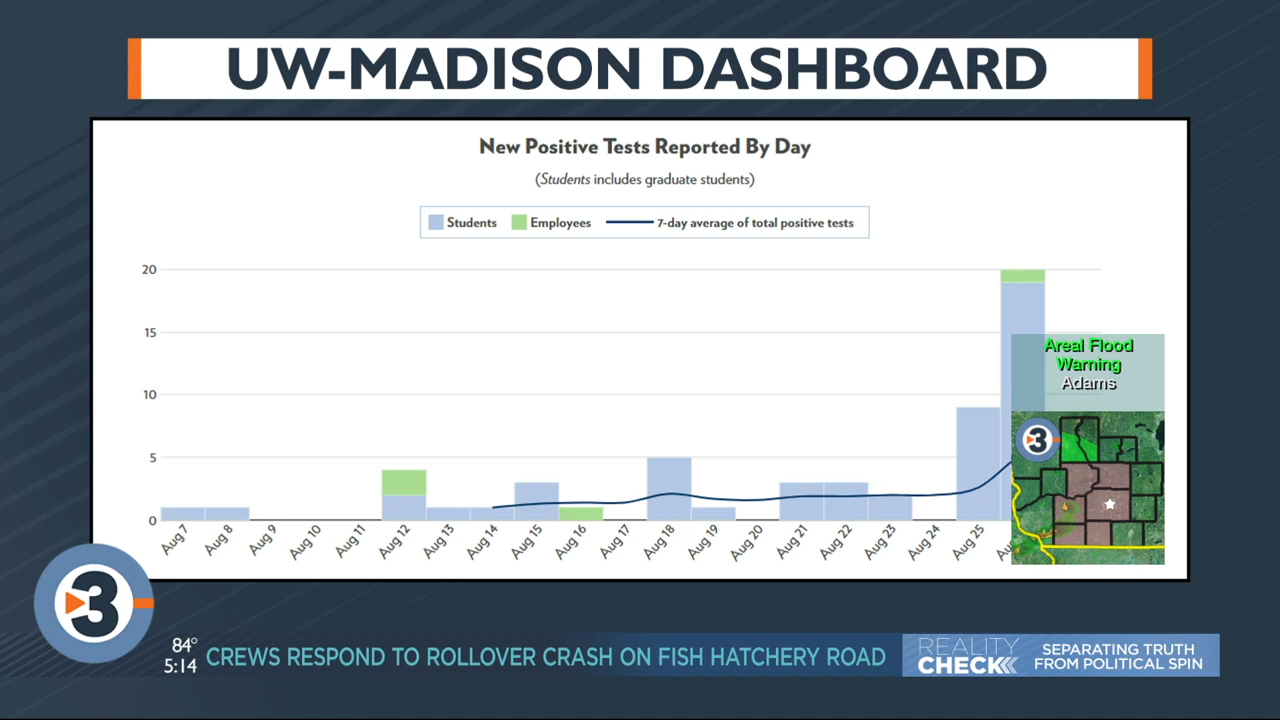 UW-MADISON DASHBOARD
New Positive Tests Reported By Day
(Students includes graduate students)
Students Employees 7-day average of total positive tests
20
15
10
5
0
Aug 7 Aug 8 Aug 9 Aug 10 Aug 11 Aug 12 Aug 13 Aug 14 Aug 15 Aug 16 Aug 17 Aug 18 Aug 19 Aug 20 Aug 21 Aug 22 Aug 23 Aug 24 Aug 25
Areal Flood
Warning
Adams
3
3
84°
5:14
CREWS RESPOND TO ROLLOVER CRASH ON FISH HATCHERY ROAD
REALITY
CHECK
SEPARATING TRUTH
FROM POLITICAL SPIN